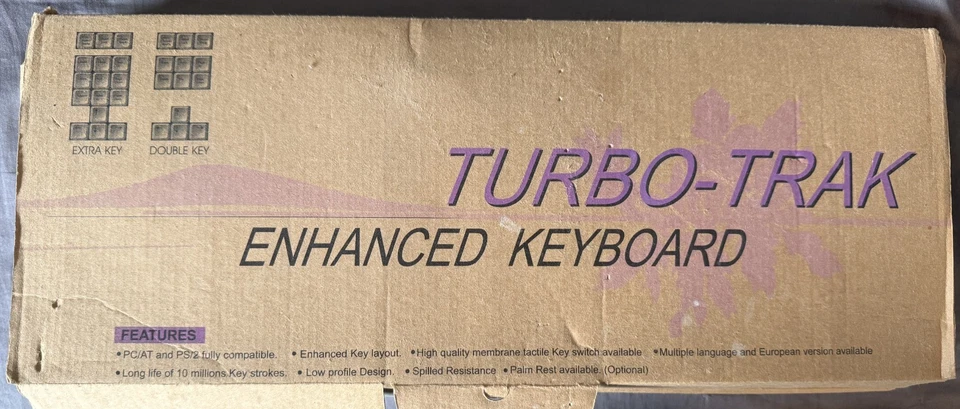 EXTRA KEY DOUBLE KEY
TURBO-TRAK
ENHANCED KEYBOARD
FEATURES
•PC/AT and PS/2 fully compatible. • Enhanced Key layout. •High quality membrane tactile Key switch available •Multiple language and European version available
•Long life of 10 millions Key strokes. • Low profile Design. • Spilled Resistance •Palm Rest available. (Optional)